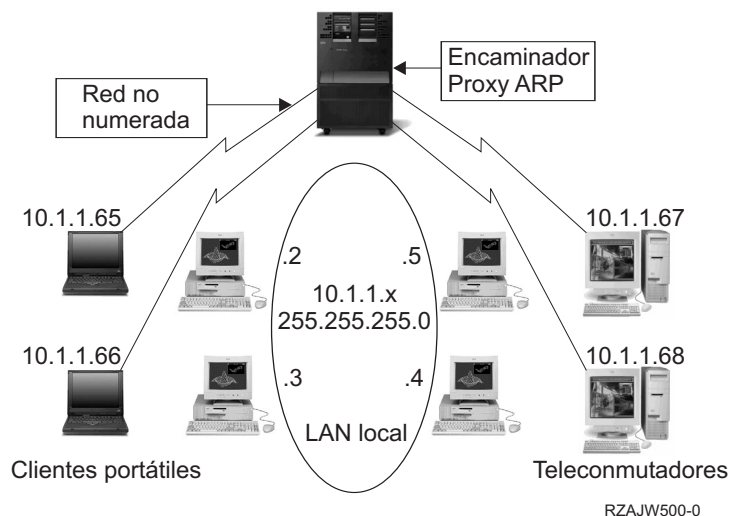 Encaminador
Proxy ARP
Red no
numerada
10.1.1.65
10.1.1.67
.2
.5
10.1.1.x
255.255.255.0
10.1.1.66
10.1.1.68
.3
.4
LAN local
Clientes portátiles
Teleconmutadores
RZAJW500-0